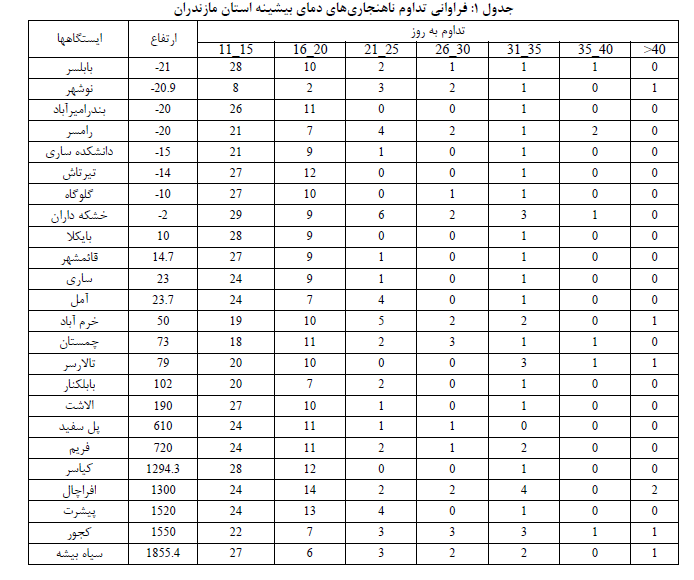 جدول ۱: فراوانی تداوم ناهنجاری‌های دمای بیشینه استان مازندران
ایستگاهها ارتفاع تداوم به روز
11_15 16_20 21_25 26_30 31_35 35_40 >40
بابلسر -21 28 10 2 1 1 1 0
نوشهر -20.9 8 2 3 2 1 0 1
بندرامیرآباد -20 26 11 0 0 1 0 0
رامسر -20 21 7 4 2 1 2 0
دانشکده ساری -15 21 9 1 0 1 0 0
تیرتاش -14 27 12 0 0 1 0 0
گلوگاه -10 27 10 0 1 1 0 0
خشکه داران -2 29 9 6 2 3 1 0
بایکلا 10 28 9 0 0 1 0 0
قائمشهر 14.7 27 9 1 0 1 0 0
ساری 23 24 9 1 0 1 0 0
آمل 23.7 24 7 4 0 1 0 0
خرم آباد 50 19 10 5 2 2 0 1
چمستان 73 18 11 2 3 1 1 0
تالارسر 79 20 10 0 0 3 1 1
بابلکنار 102 20 7 2 0 1 0 0
الاشت 190 27 10 1 0 1 0 0
پل سفید 610 24 11 1 1 0 0 0
فریم 720 24 11 2 1 2 0 0
کیاسر 1294.3 28 12 0 0 1 0 0
افراچال 1300 24 14 2 2 4 0 2
پیشرت 1520 24 13 4 0 1 0 0
کجور 1550 22 7 3 3 3 1 1
سیاه بیشه 1855.4 27 6 3 2 2 0 1